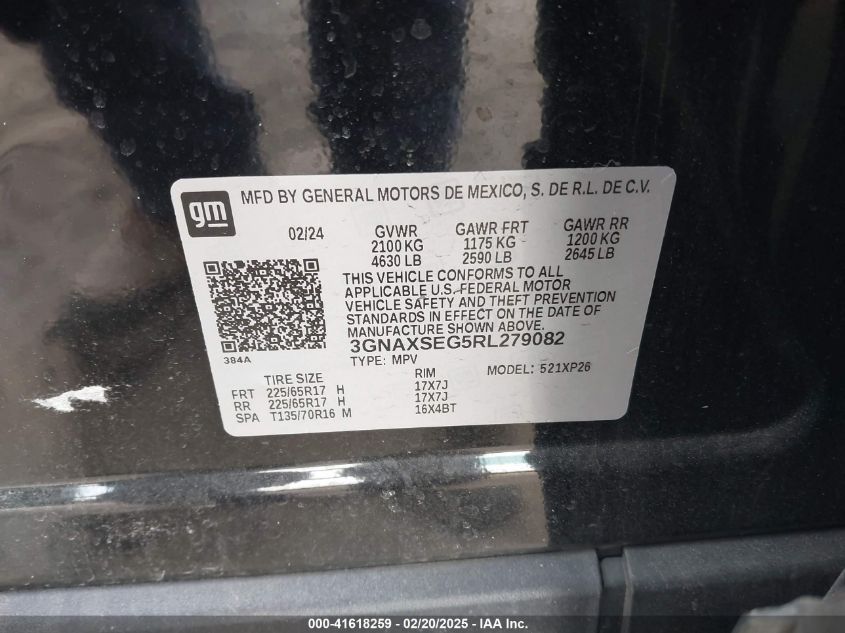 gm
MFD BY GENERAL MOTORS DE MEXICO, S. DE R.L. DE C.V.
02/24 GVWR GAWR FRT GAWR RR
2100 KG 1175 KG 1200 KG
4630 LB 2590 LB 2645 LB
THIS VEHICLE CONFORMS TO ALL
APPLICABLE U.S. FEDERAL MOTOR
VEHICLE SAFETY AND THEFT PREVENTION
STANDARDS IN EFFECT ON THE DATE OF
MANUFACTURE SHOWN ABOVE.
3GNAXSEG5RL279082
384A
TYPE: MPV MODEL: 521XP26
TIRE SIZE RIM
FRT 225/65R17 H 17X7J
RR 225/65R17 H 17X7J
SPA T135/70R16 M 16X4BT
000-41618259 - 02/20/2025 - IAA Inc.